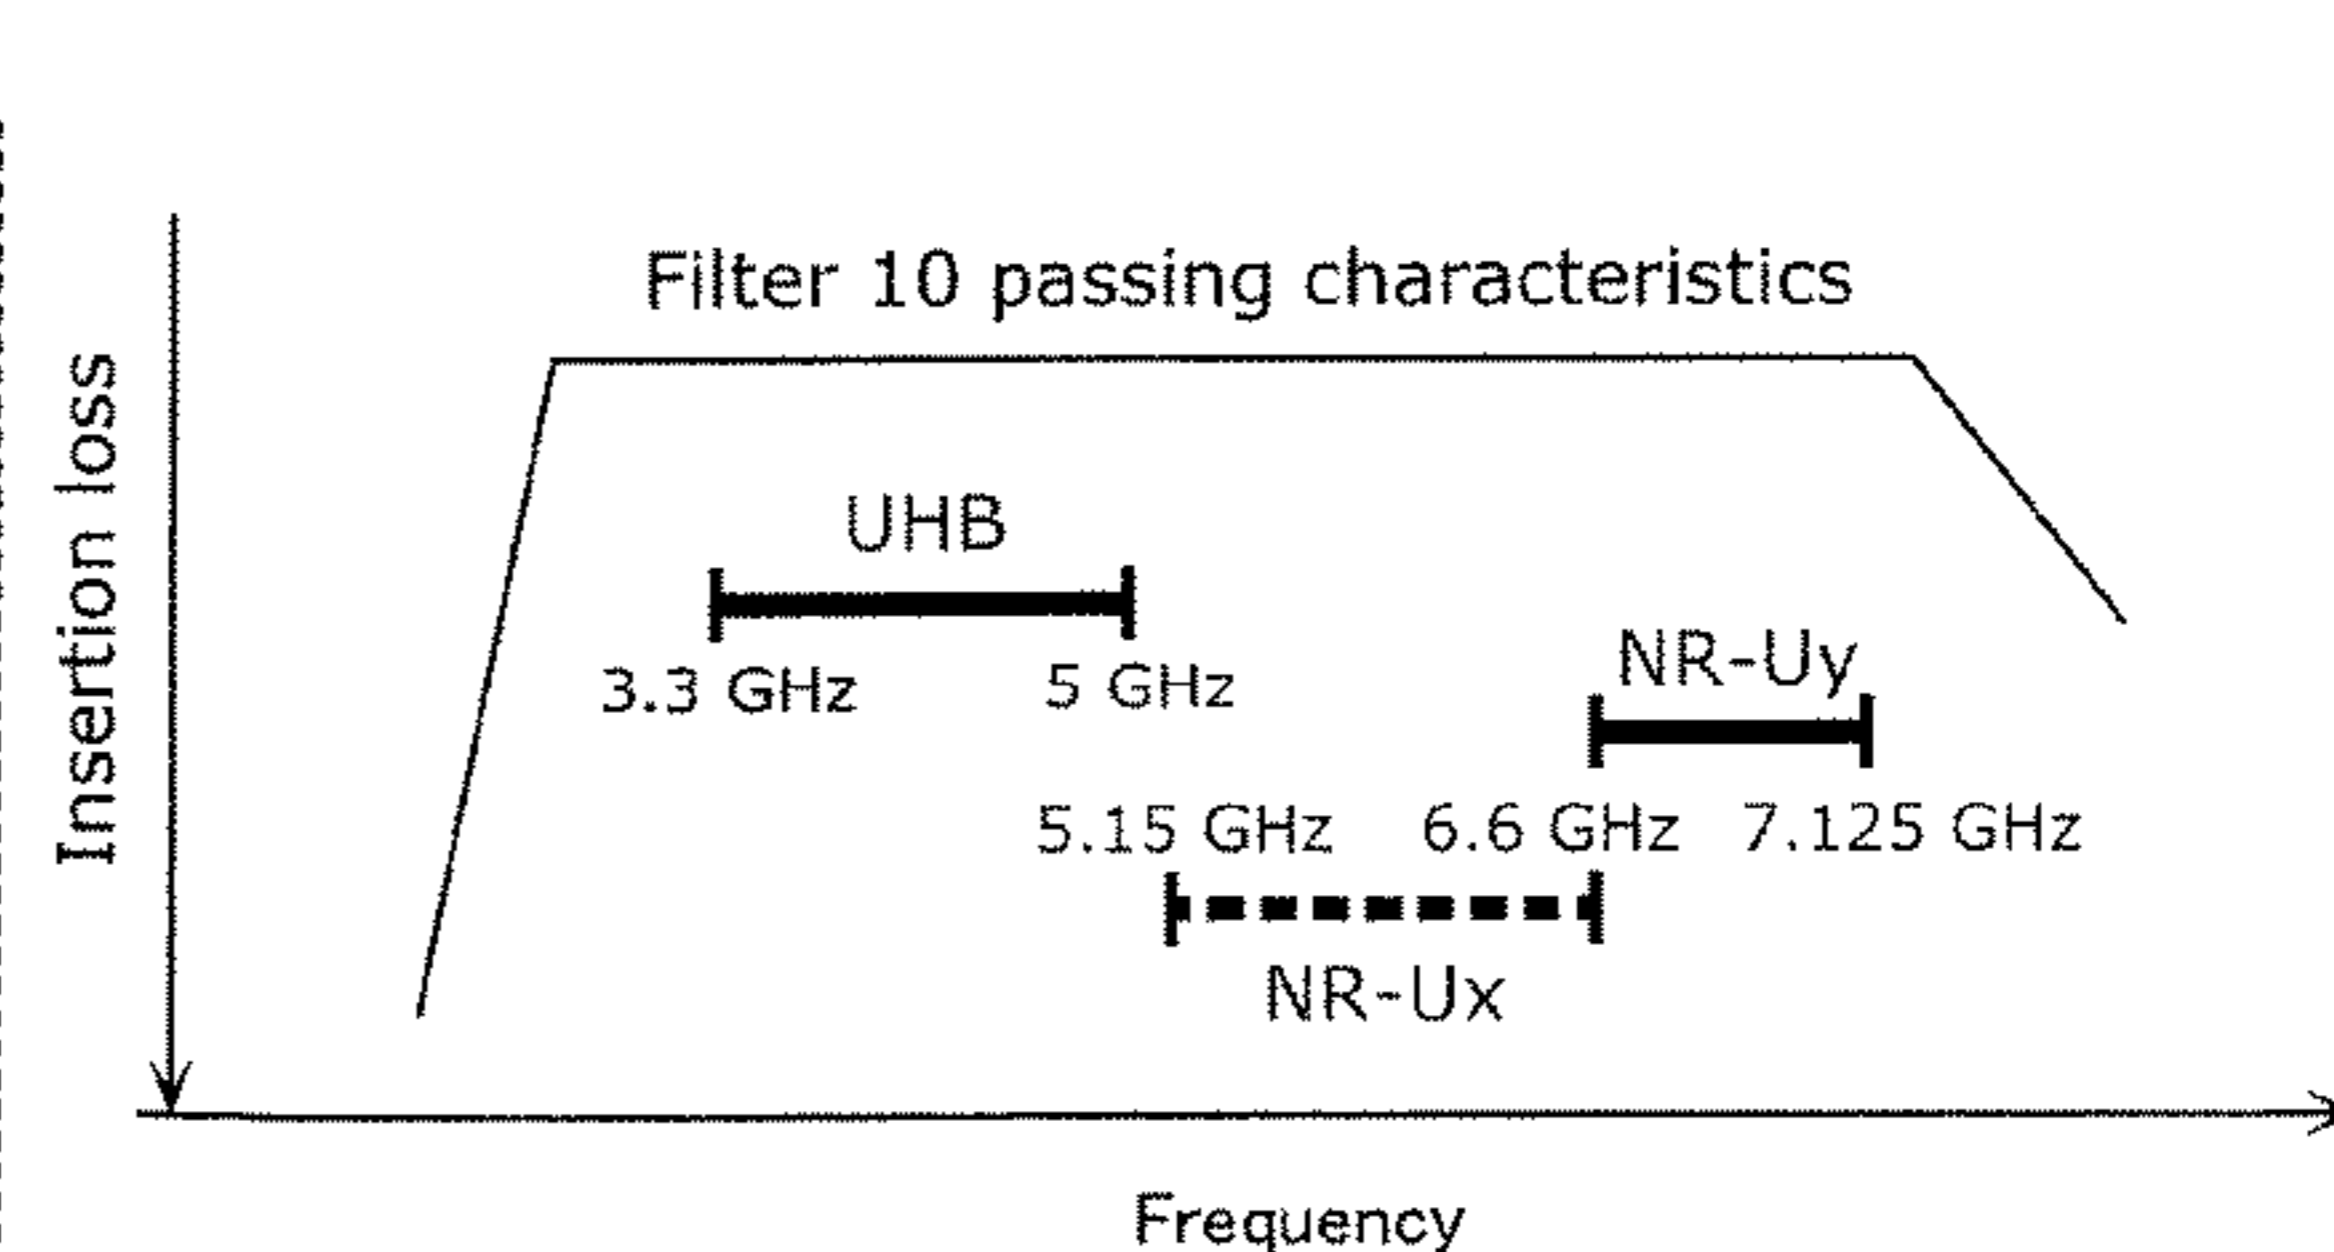 Filter 10 passing characteristics
Insertion loss
UHB
3.3 GHz 5 GHz
NR-Uy
5.15 GHz 6.6 GHz 7.125 GHz
NR-Ux
Frequency